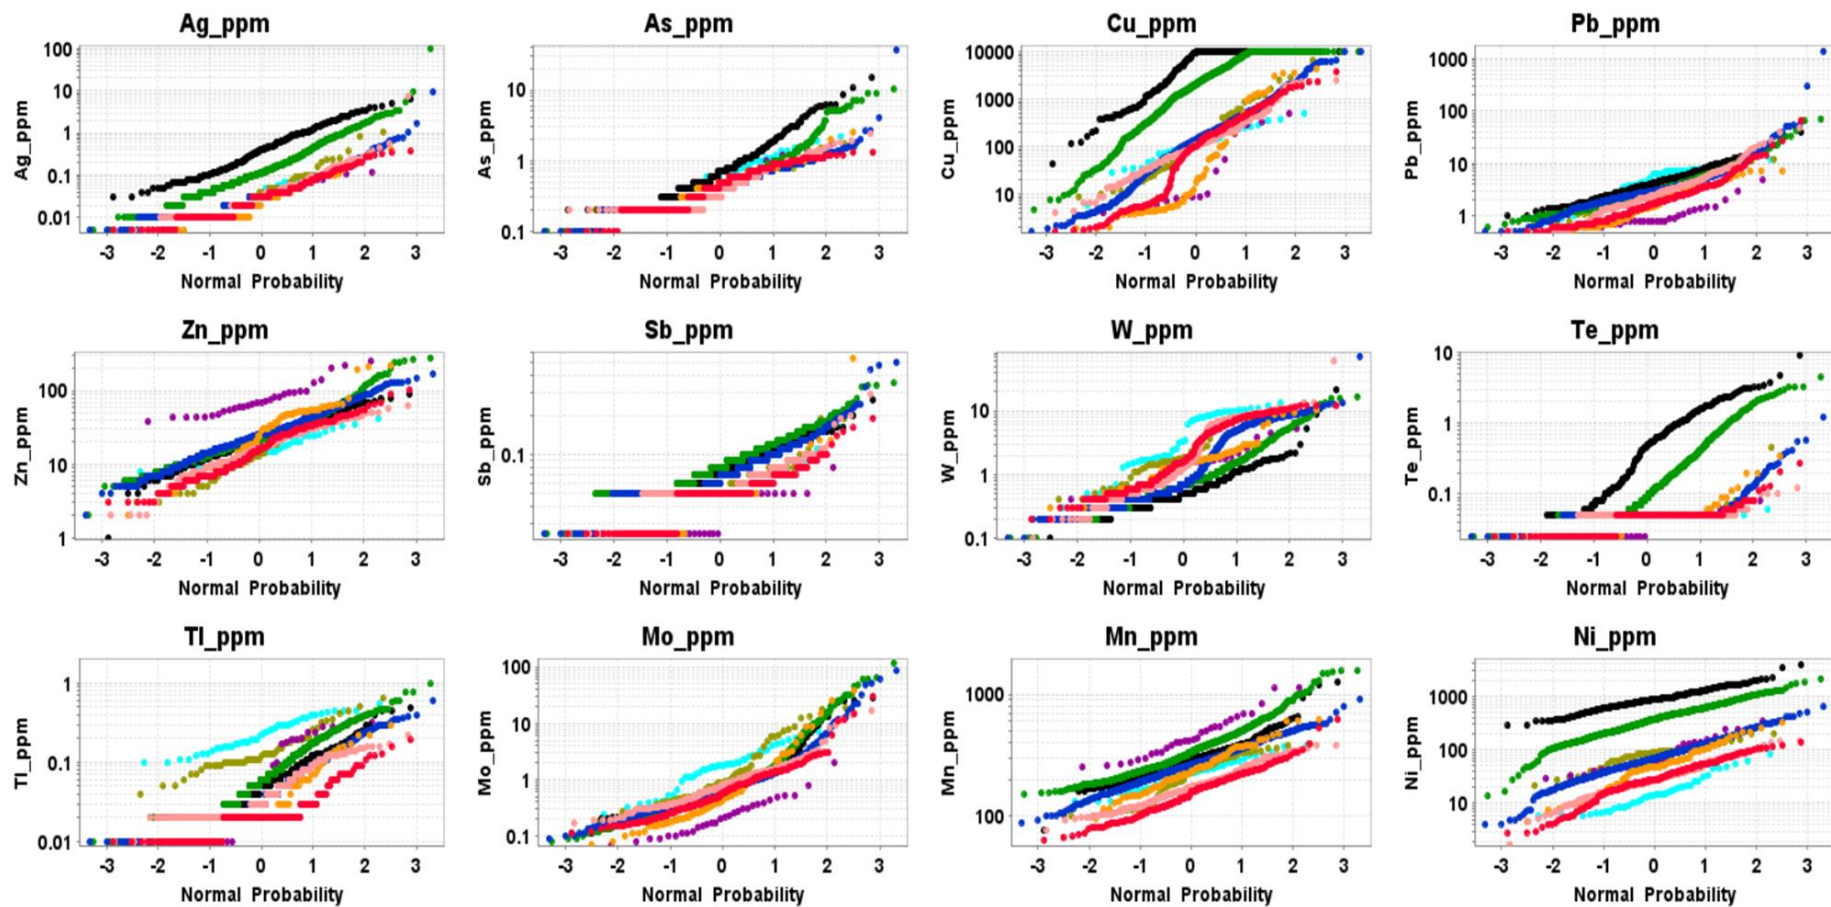 Ag_ppm
As_ppm
Cu_ppm
Pb_ppm
Ag_ppm
100
10
1
0.1
0.01
-3 -2 -1 0 1 2 3
Normal Probability
As_ppm
10
1
0.1
-3 -2 -1 0 1 2 3
Normal Probability
Cu_ppm
10000
1000
100
10
-3 -2 -1 0 1 2 3
Normal Probability
Pb_ppm
1000
100
10
1
-3 -2 -1 0 1 2 3
Normal Probability
Zn_ppm
Sb_ppm
W_ppm
Te_ppm
Zn_ppm
100
10
1
-3 -2 -1 0 1 2 3
Normal Probability
Sb_ppm
0.1
-3 -2 -1 0 1 2 3
Normal Probability
W_ppm
10
1
0.1
-3 -2 -1 0 1 2 3
Normal Probability
Te_ppm
10
1
0.1
-3 -2 -1 0 1 2 3
Normal Probability
Tl_ppm
Mo_ppm
Mn_ppm
Ni_ppm
Tl_ppm
1
0.1
0.01
-3 -2 -1 0 1 2 3
Normal Probability
Mo_ppm
100
10
1
0.1
-3 -2 -1 0 1 2 3
Normal Probability
Mn_ppm
1000
100
-3 -2 -1 0 1 2 3
Normal Probability
Ni_ppm
1000
100
10
-3 -2 -1 0 1 2 3
Normal Probability